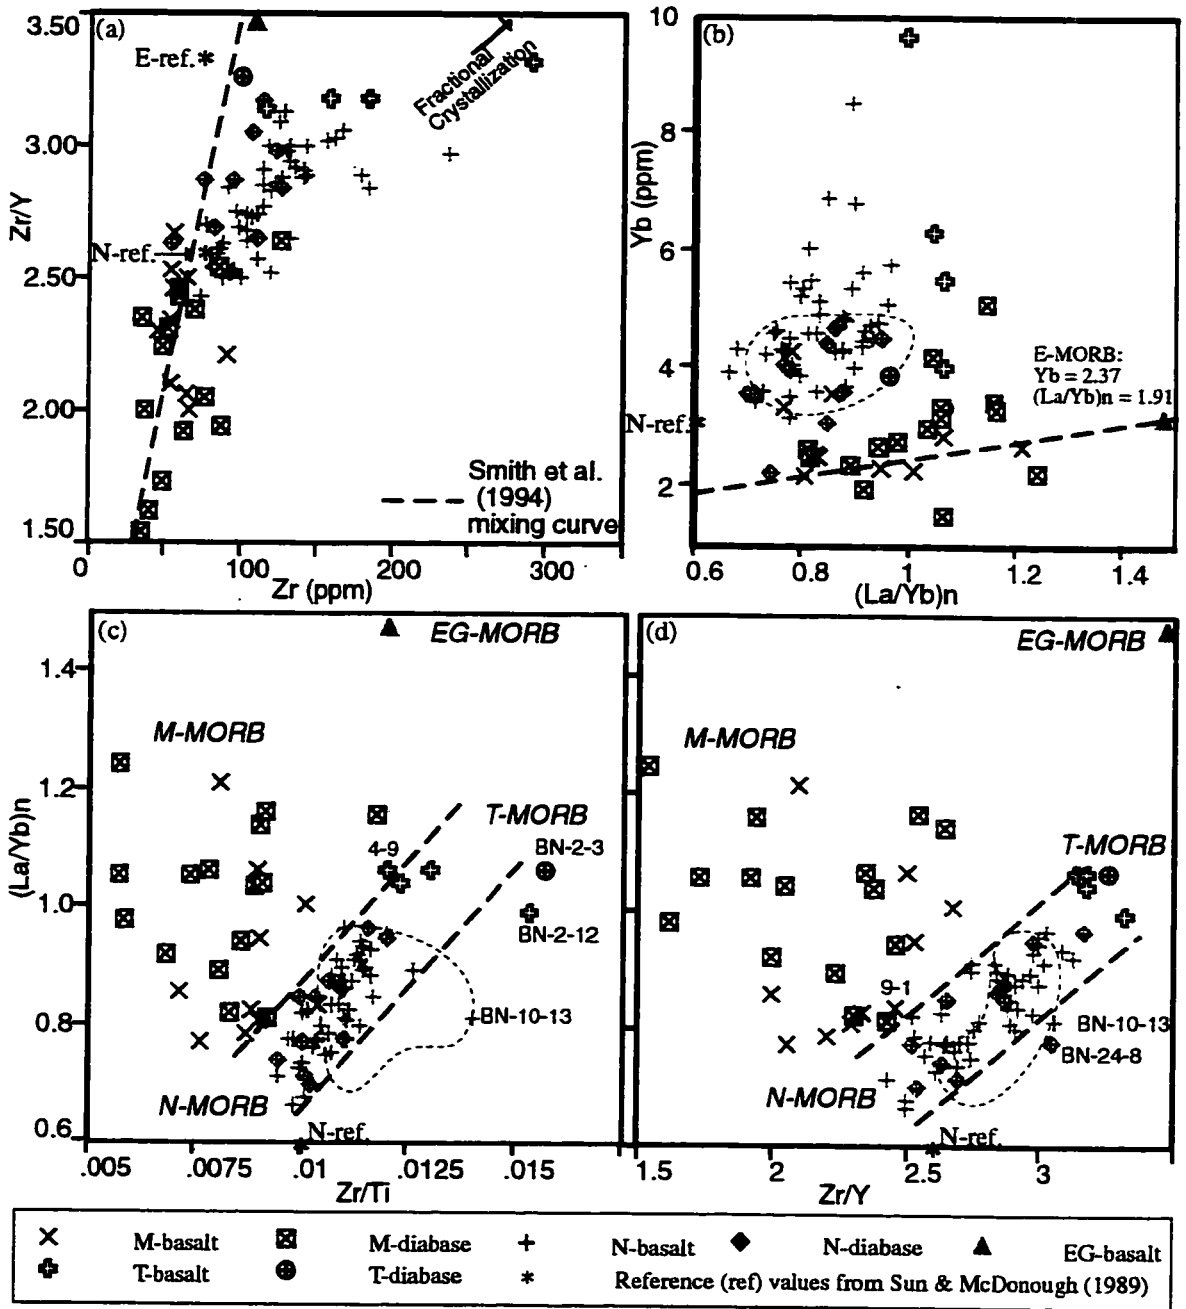 3.50
(a)
E-ref.
Fractional
Crystallization
3.00
Zr/Y
N-ref.
2.50
2.00
Smith et al.
(1994)
mixing curve
1.50
0
100
200
300
Zr (ppm)
10
(b)
8
Yb (ppm)
6
4
E-MORB:
Yb = 2.37
(La/Yb)n = 1.91
N-ref.
2
0.6
0.8
1
1.2
1.4
(La/Yb)n
(c)
EG-MORB
1.4
M-MORB
1.2
T-MORB
4-9
BN-2-3
(La/Yb)n
1.0
BN-2-12
0.8
BN-10-13
N-MORB
0.6
N-ref.
.005
.0075
.01
.0125
.015
Zr/Ti
(d)
EG-MORB
M-MORB
T-MORB
9-1
BN-10-13
BN-24-8
N-MORB
N-ref.
1.5
2
2.5
3
Zr/Y
M-basalt
M-diabase
N-basalt
N-diabase
EG-basalt
T-basalt
T-diabase
Reference (ref) values from Sun & McDonough (1989)